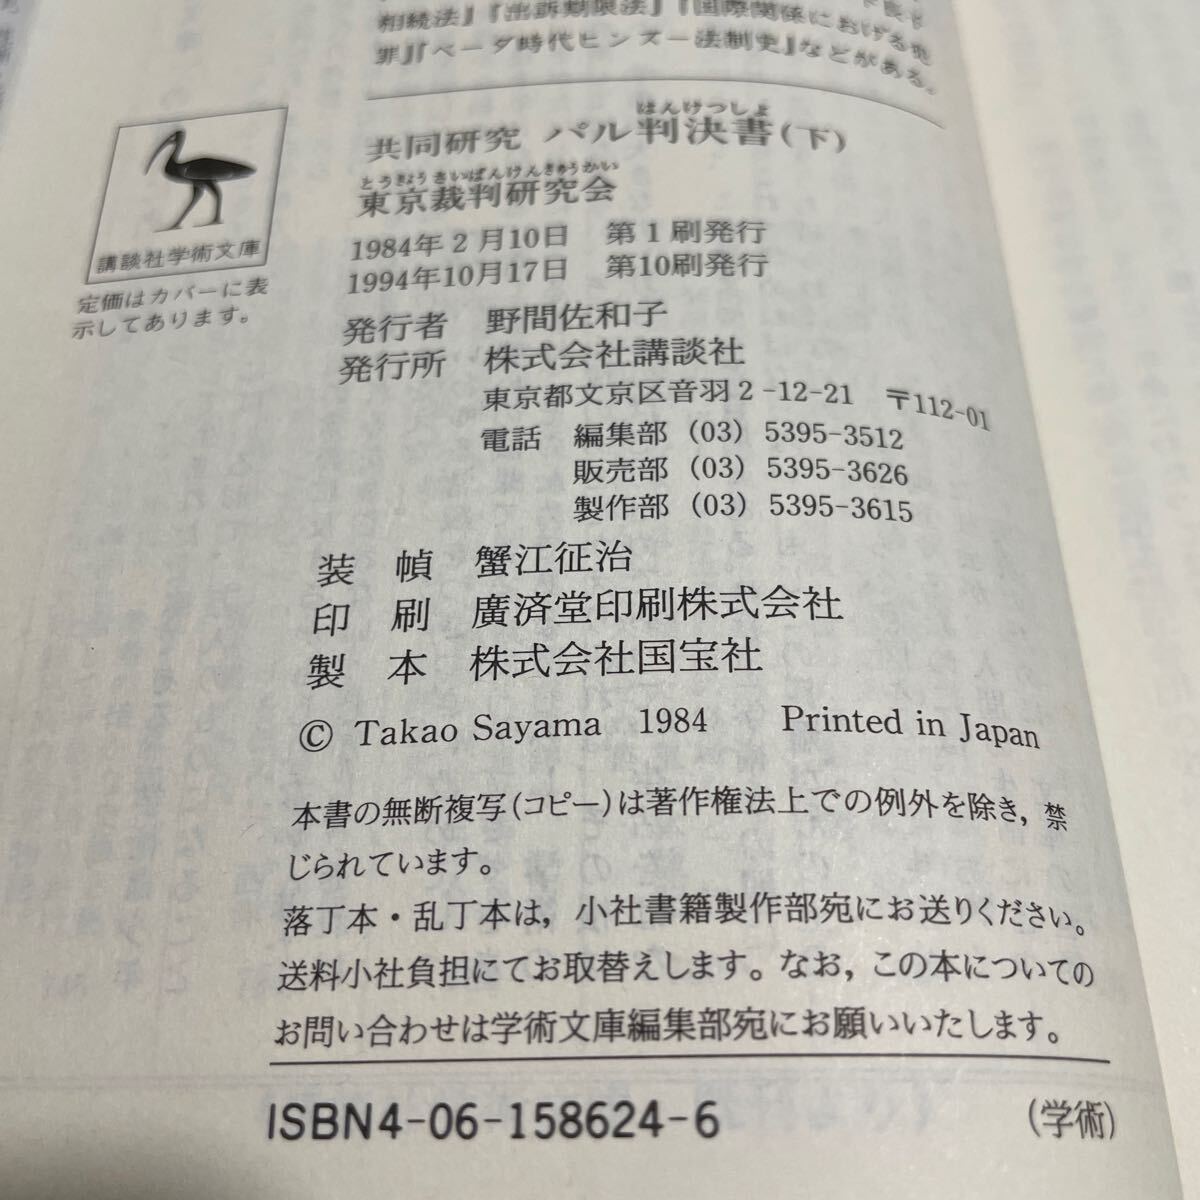 相続法』『出訴期限法』『国際関係における犯
罪』『ベーダ時代ヒンズー法制史』などがある。
講談社学術文庫
定価はカバーに表
示してあります。
はんけつしょ
共同研究 パル判決書(下)
とうきょうさいばんけんきゅうかい
東京裁判研究会
1984年2月10日 第1刷発行
1994年10月17日 第10刷発行
発行者 野間佐和子
発行所 株式会社講談社
東京都文京区音羽2-12-21 〒112-01
電話 編集部 (03) 5395-3512
販売部 (03) 5395-3626
製作部 (03) 5395-3615
装 幀 蟹江征治
印 刷 廣済堂印刷株式会社
製 本 株式会社国宝社
© Takao Sayama 1984 Printed in Japan
本書の無断複写(コピー)は著作権法上での例外を除き, 禁
じられています。
落丁本・乱丁本は, 小社書籍製作部宛にお送りください。
送料小社負担にてお取替えします。なお, この本についての
お問い合わせは学術文庫編集部宛にお願いいたします。
ISBN4-06-158624-6 (学術)